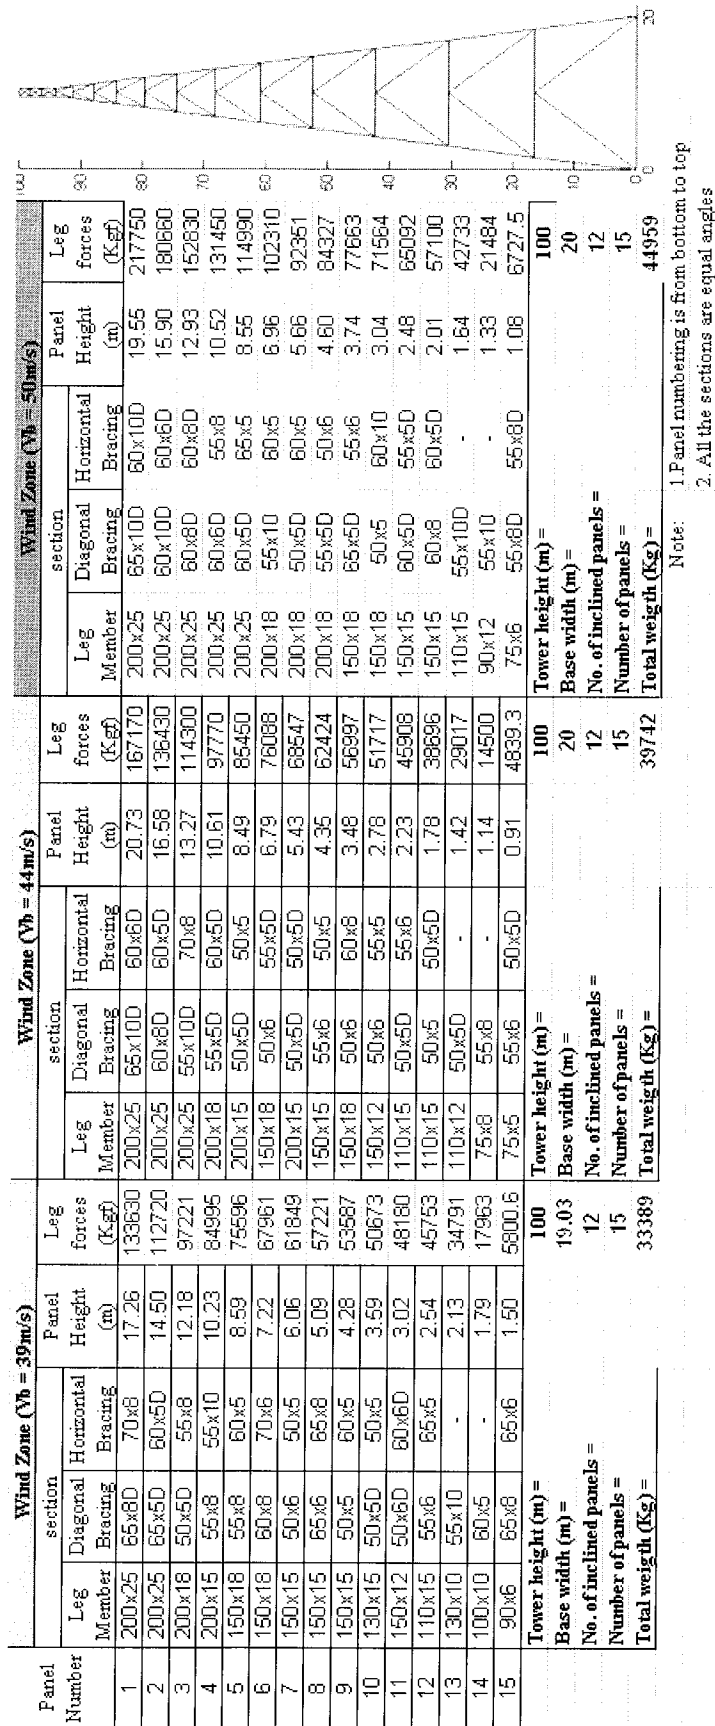 Panel Number | Wind Zone (Vb = 39m/s) | Wind Zone (Vb = 44m/s) | Wind Zone (Vb = 50m/s)
section | Panel Height (m) | Leg forces (Kgf) | section | Panel Height (m) | Leg forces (Kgf) | section | Panel Height (m) | Leg forces (Kgf)
Leg Member | Diagonal Bracing | Horizontal Bracing | Leg Member | Diagonal Bracing | Horizontal Bracing | Leg Member | Diagonal Bracing | Horizontal Bracing
1 | 200x25 | 65x8D | 70x8 | 17.26 | 133630 | 200x25 | 65x10D | 60x6D | 20.73 | 167170 | 200x25 | 65x10D | 60x10D | 19.55 | 217750
2 | 200x25 | 65x5D | 60x5D | 14.50 | 112720 | 200x25 | 60x8D | 60x5D | 16.58 | 136430 | 200x25 | 60x10D | 60x6D | 15.90 | 180860
3 | 200x18 | 50x5D | 55x8 | 12.18 | 97221 | 200x25 | 55x10D | 70x8 | 13.27 | 114300 | 200x25 | 60x8D | 60x8D | 12.93 | 152830
4 | 200x15 | 55x8 | 55x10 | 10.23 | 84995 | 200x18 | 55x5D | 60x5D | 10.61 | 97770 | 200x25 | 60x6D | 55x8 | 10.52 | 131450
5 | 150x18 | 55x8 | 60x5 | 8.59 | 75596 | 200x15 | 50x5D | 50x5 | 8.49 | 85450 | 200x25 | 60x5D | 65x5 | 8.55 | 114990
6 | 150x18 | 60x8 | 70x6 | 7.22 | 67961 | 150x18 | 50x6 | 55x5D | 6.79 | 76088 | 200x18 | 55x10 | 60x5 | 6.96 | 102310
7 | 150x15 | 50x6 | 50x5 | 6.06 | 61849 | 200x15 | 50x5D | 50x5D | 5.43 | 68547 | 200x18 | 50x5D | 60x5 | 5.66 | 92351
8 | 150x15 | 65x6 | 65x8 | 5.09 | 57221 | 150x15 | 55x6 | 50x5 | 4.35 | 62424 | 200x18 | 55x5D | 50x6 | 4.60 | 84327
9 | 150x15 | 50x5 | 60x5 | 4.28 | 53587 | 150x18 | 50x6 | 60x8 | 3.48 | 56997 | 150x18 | 65x5D | 55x6 | 3.74 | 77663
10 | 130x15 | 50x5D | 50x5 | 3.59 | 50673 | 150x12 | 50x6 | 55x5 | 2.78 | 51717 | 150x18 | 50x5 | 60x10 | 3.04 | 71564
11 | 150x12 | 50x6D | 60x6D | 3.02 | 48180 | 110x15 | 50x5D | 55x6 | 2.23 | 45908 | 150x15 | 60x5D | 55x5D | 2.48 | 65092
12 | 110x15 | 55x6 | 65x5 | 2.54 | 45753 | 110x15 | 50x5 | 50x5D | 1.78 | 38696 | 150x15 | 60x8 | 60x5D | 2.01 | 57100
13 | 130x10 | 55x10 | - | 2.13 | 34791 | 110x12 | 50x5D | - | 1.42 | 29017 | 110x15 | 55x10D | - | 1.64 | 42733
14 | 100x10 | 60x5 | - | 1.79 | 17963 | 75x8 | 55x8 | - | 1.14 | 14500 | 90x12 | 55x10 | - | 1.33 | 21484
15 | 90x6 | 65x8 | 65x6 | 1.50 | 5800.6 | 75x5 | 55x6 | 50x5D | 0.91 | 4839.3 | 75x6 | 55x8D | 55x8D | 1.08 | 6727.5
Tower height (m) = 100 | Tower height (m) = 100 | Tower height (m) = 100
Base width (m) = 19.03 | Base width (m) = 20 | Base width (m) = 20
No. of inclined panels = 12 | No. of inclined panels = 12 | No. of inclined panels = 12
Number of panels = 15 | Number of panels = 15 | Number of panels = 15
Total weigth (Kg) = 33389 | Total weigth (Kg) = 39742 | Total weigth (Kg) = 44959
Note: 1.Panel numbering is from bottom to top
2. All the sections are equal angles
100
90
80
70
60
50
40
30
20
10
0
0 20